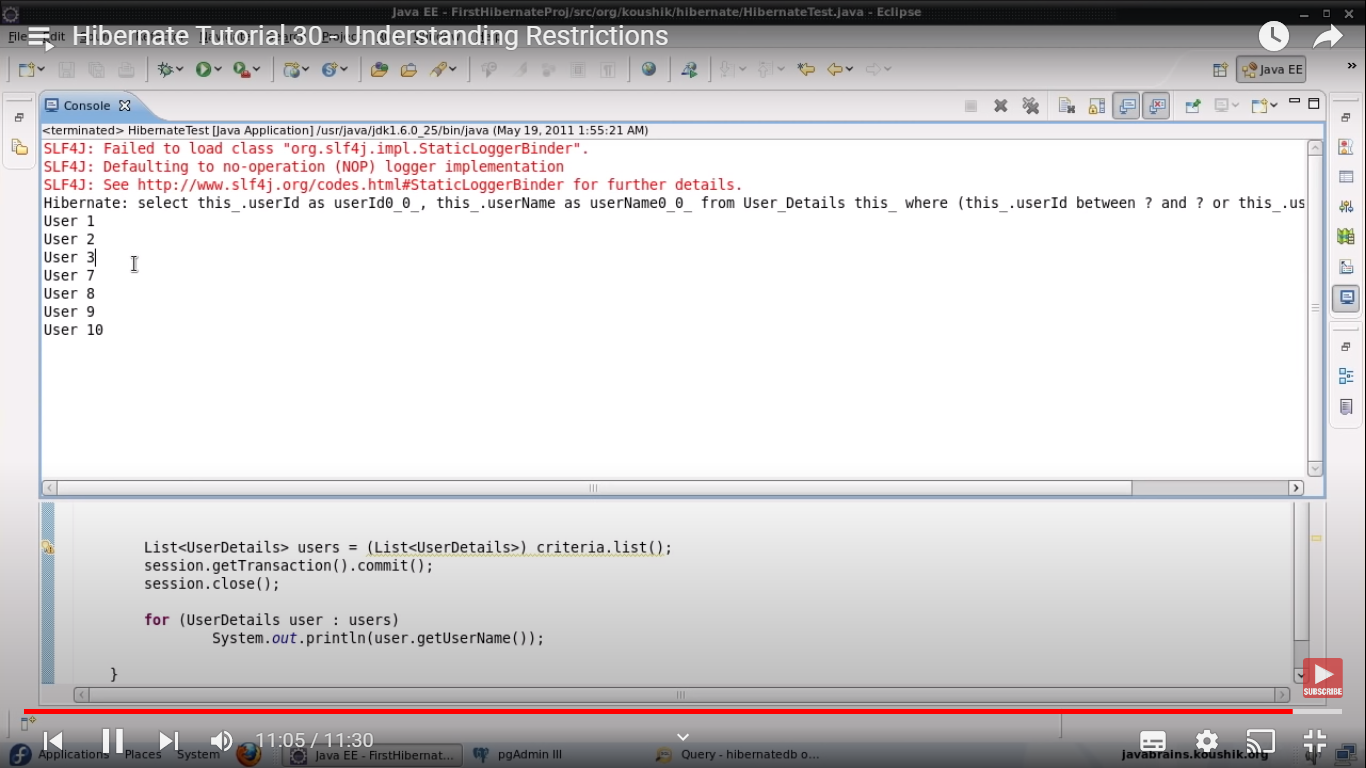 Java EE - FirstHibernateProj/src/org/koushik/hibernate/HibernateTest.java - Eclipse
File Edit
Hibernate Tutorial 30 - Understanding Restrictions
Java EE
Console
<terminated> HibernateTest [Java Application] /usr/java/jdk1.6.0_25/bin/java (May 19, 2011 1:55:21 AM)
SLF4J: Failed to load class "org.slf4j.impl.StaticLoggerBinder".
SLF4J: Defaulting to no-operation (NOP) logger implementation
SLF4J: See http://www.slf4j.org/codes.html#StaticLoggerBinder for further details.
Hibernate: select this_.userId as userId0_0_, this_.userName as userName0_0_ from User_Details this_ where (this_.userId between ? and ? or this_.us
User 1
User 2
User 3
User 7
User 8
User 9
User 10
List<UserDetails> users = (List<UserDetails>) criteria.list();
session.getTransaction().commit();
session.close();
for (UserDetails user : users)
System.out.println(user.getUserName());
}
SUBSCRIBE
11:05 / 11:30
Applications Places System Java EE - FirstHibernat... pgAdmin III Query - hibernatedb o... javabrains.koushik.org